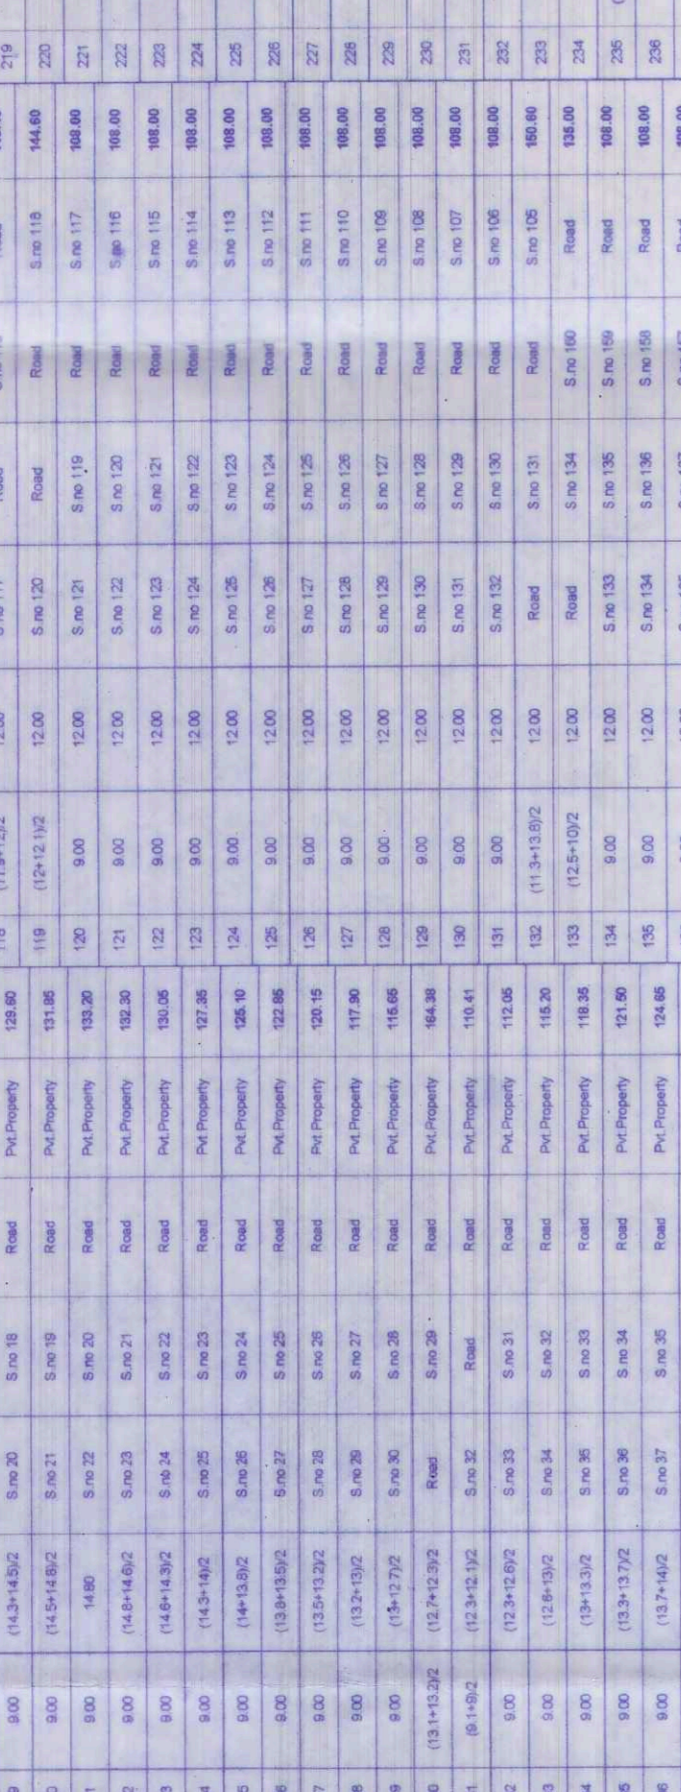 9.00 (14.3+14.5)/2 S.no 20 S.no 18 Road Pvt.Property 129.60 219
9.00 (14.5+14.8)/2 S.no 21 S.no 19 Road Pvt.Property 131.85 119 (12+12.1)/2 12.00 S.no 120 Road Road S.no 118 144.60 220
9.00 14.80 S.no 22 S.no 20 Road Pvt.Property 133.20 120 9.00 12.00 S.no 121 S.no 119 Road S.no 117 108.00 221
9.00 (14.8+14.6)/2 S.no 23 S.no 21 Road Pvt.Property 132.30 121 9.00 12.00 S.no 122 S.no 120 Road S.no 116 108.00 222
9.00 (14.6+14.3)/2 S.no 24 S.no 22 Road Pvt.Property 130.05 122 9.00 12.00 S.no 123 S.no 121 Road S.no 115 108.00 223
9.00 (14.3+14)/2 S.no 25 S.no 23 Road Pvt.Property 127.35 123 9.00 12.00 S.no 124 S.no 122 Road S.no 114 108.00 224
9.00 (14+13.8)/2 S.no 26 S.no 24 Road Pvt.Property 125.10 124 9.00 12.00 S.no 125 S.no 123 Road S.no 113 108.00 225
9.00 (13.8+13.5)/2 S.no 27 S.no 25 Road Pvt.Property 122.85 125 9.00 12.00 S.no 126 S.no 124 Road S.no 112 108.00 226
9.00 (13.5+13.2)/2 S.no 28 S.no 26 Road Pvt.Property 120.15 126 9.00 12.00 S.no 127 S.no 125 Road S.no 111 108.00 227
9.00 (13.2+13)/2 S.no 29 S.no 27 Road Pvt.Property 117.90 127 9.00 12.00 S.no 128 S.no 126 Road S.no 110 108.00 228
9.00 (13+12.7)/2 S.no 30 S.no 28 Road Pvt.Property 115.65 128 9.00 12.00 S.no 129 S.no 127 Road S.no 109 108.00 229
(13.1+13.2)/2 (12.7+12.3)/2 Road S.no 29 Road Pvt.Property 164.38 129 9.00 12.00 S.no 130 S.no 128 Road S.no 108 108.00 230
(9.1+9)/2 (12.3+12.1)/2 S.no 32 Road Road Pvt.Property 110.41 130 9.00 12.00 S.no 131 S.no 129 Road S.no 107 108.00 231
9.00 (12.3+12.6)/2 S.no 33 S.no 31 Road Pvt.Property 112.05 131 9.00 12.00 S.no 132 S.no 130 Road S.no 106 108.00 232
9.00 (12.6+13)/2 S.no 34 S.no 32 Road Pvt.Property 115.20 132 (11.3+13.8)/2 12.00 Road S.no 131 Road S.no 105 150.60 233
9.00 (13+13.3)/2 S.no 35 S.no 33 Road Pvt.Property 118.35 133 (12.5+10)/2 12.00 Road S.no 134 S.no 160 Road 135.00 234
9.00 (13.3+13.7)/2 S.no 36 S.no 34 Road Pvt.Property 121.50 134 9.00 12.00 S.no 133 S.no 135 S.no 159 Road 108.00 235
9.00 (13.7+14)/2 S.no 37 S.no 35 Road Pvt.Property 124.65 135 9.00 12.00 S.no 134 S.no 136 S.no 158 Road 108.00 236